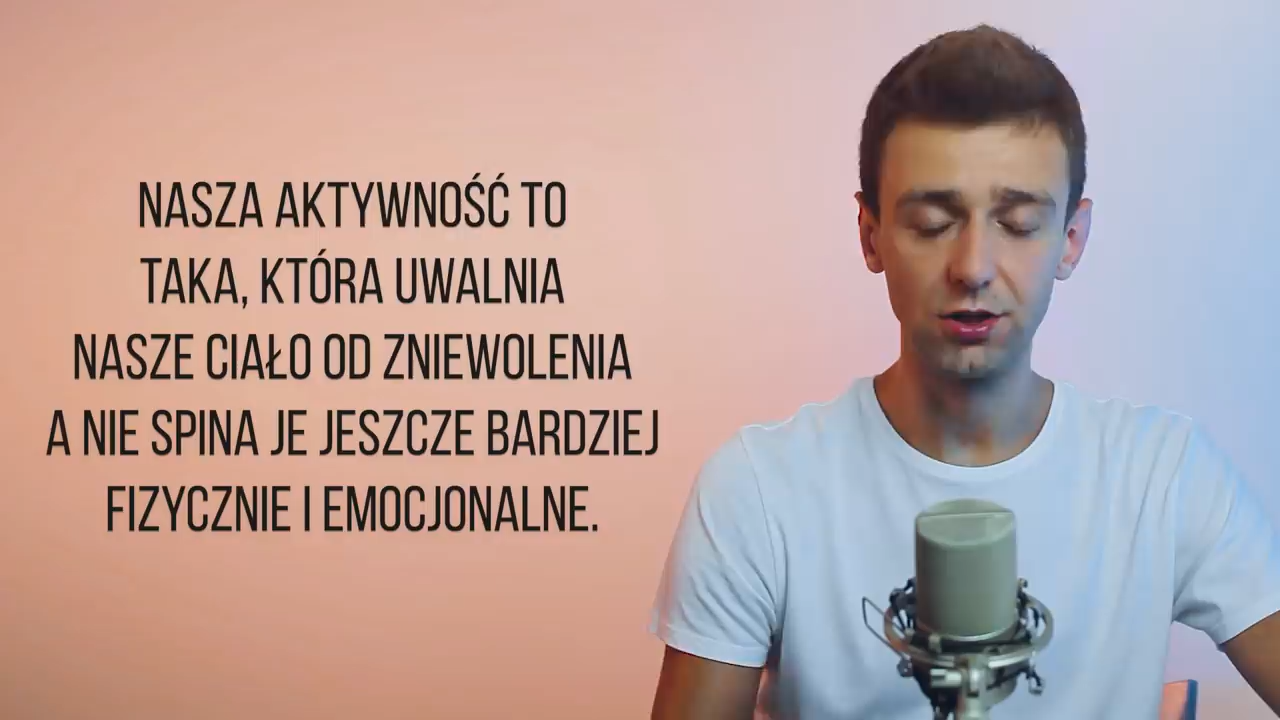 NASZA AKTYWNOŚĆ TO
TAKA, KTÓRA UWALNIA
NASZE CIAŁO OD ZNIEWOLENIA
A NIE SPINA JE JESZCZE BARDZIEJ
FIZYCZNIE I EMOCJONALNE.